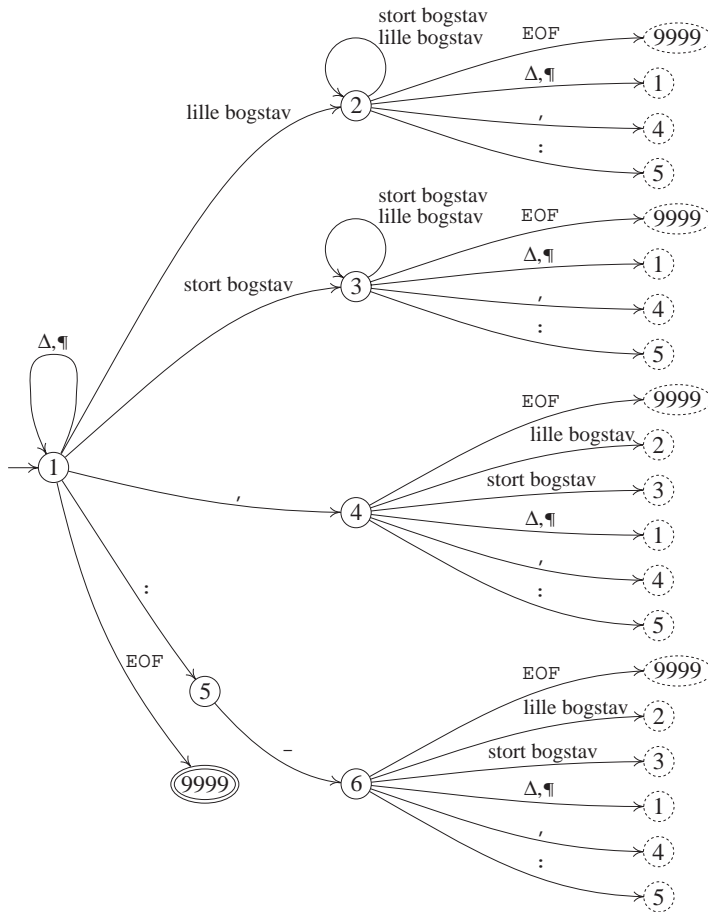 stort bogstav
lille bogstav
EOF
9999
Δ,¶
1
lille bogstav
2
,
4
:
5
stort bogstav
lille bogstav
EOF
9999
Δ,¶
1
stort bogstav
3
,
4
:
5
Δ,¶
EOF
9999
lille bogstav
2
1
stort bogstav
3
,
4
Δ,¶
1
,
4
:
5
:
EOF
9999
EOF
5
lille bogstav
2
-
stort bogstav
3
9999
6
Δ,¶
1
,
4
:
5